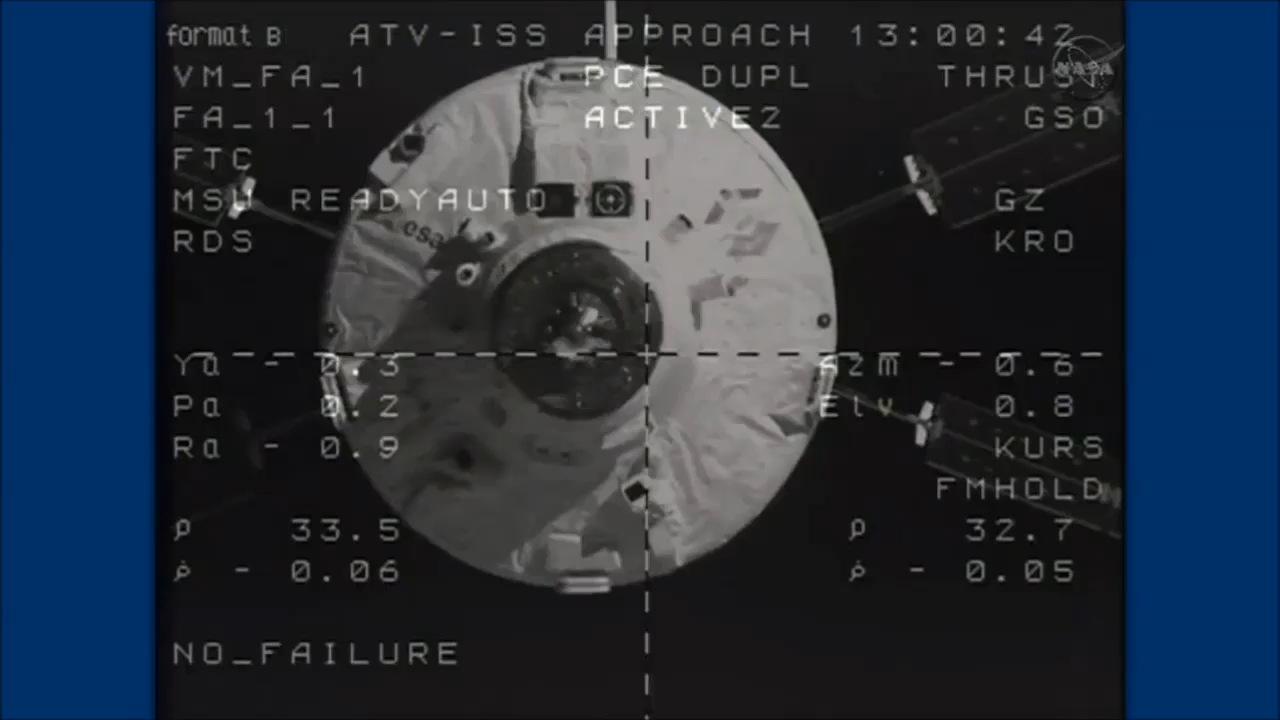 format B ATV-ISS APPROACH 13:00:42
NASA
VM_FA_1 PCE DUPL THRUS
FA_1_1 ACTIVE2 GSO
FTC
MSU READYAUTO GZ
RDS KRO
esa
Ya - 0.3 Azm - 0.6
Pa 0.2 Elv 0.8
Ra - 0.9 KURS
FMHOLD
ρ 33.5 ρ 32.7
ρ̇ - 0.06 ρ̇ - 0.05
NO_FAILURE